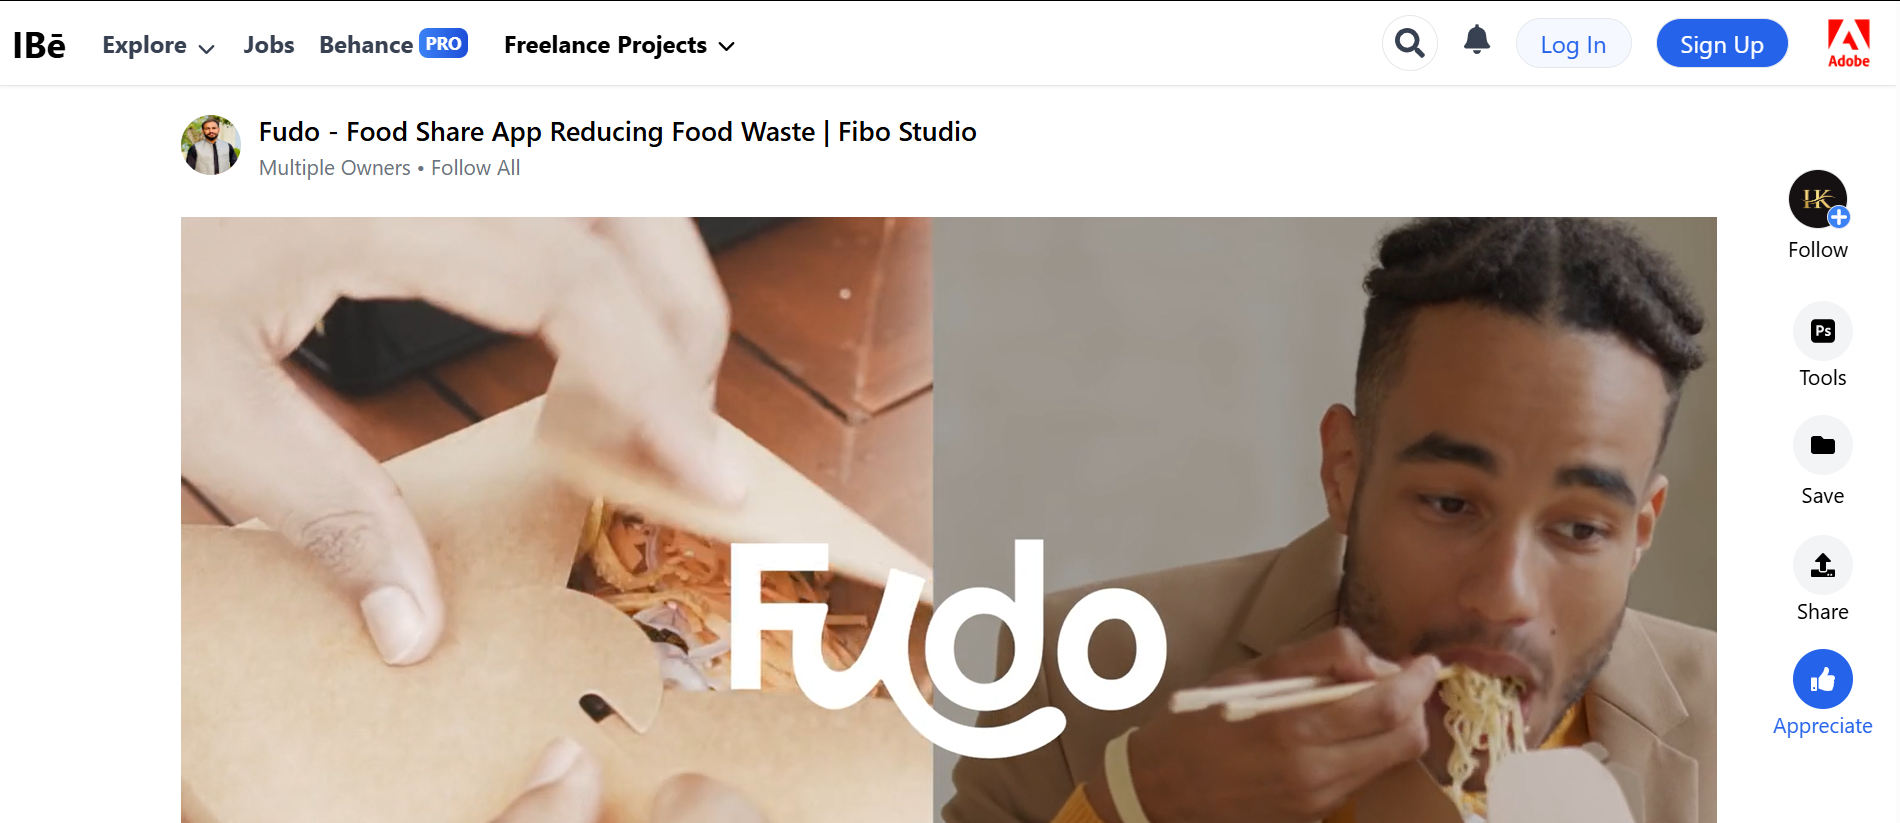 IBē Explore Jobs Behance PRO Freelance Projects Log In Sign Up Adobe
Fudo - Food Share App Reducing Food Waste | Fibo Studio
Multiple Owners • Follow All
HK
Follow
Ps
Tools
Save
Share
Appreciate
Fudo